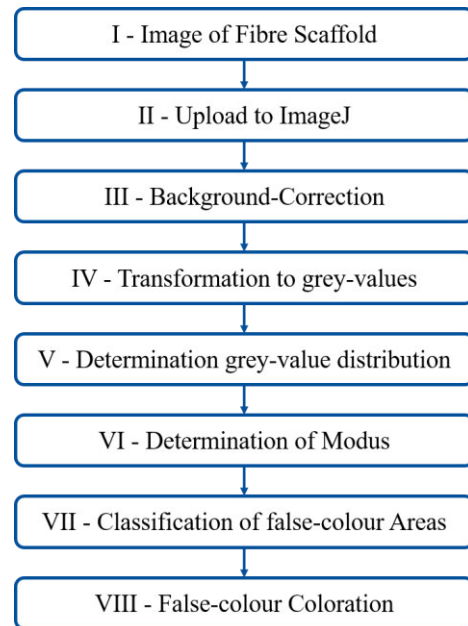 I - Image of Fibre Scaffold
II - Upload to ImageJ
III - Background-Correction
IV - Transformation to grey-values
V - Determination grey-value distribution
VI - Determination of Modus
VII - Classification of false-colour Areas
VIII - False-colour Coloration